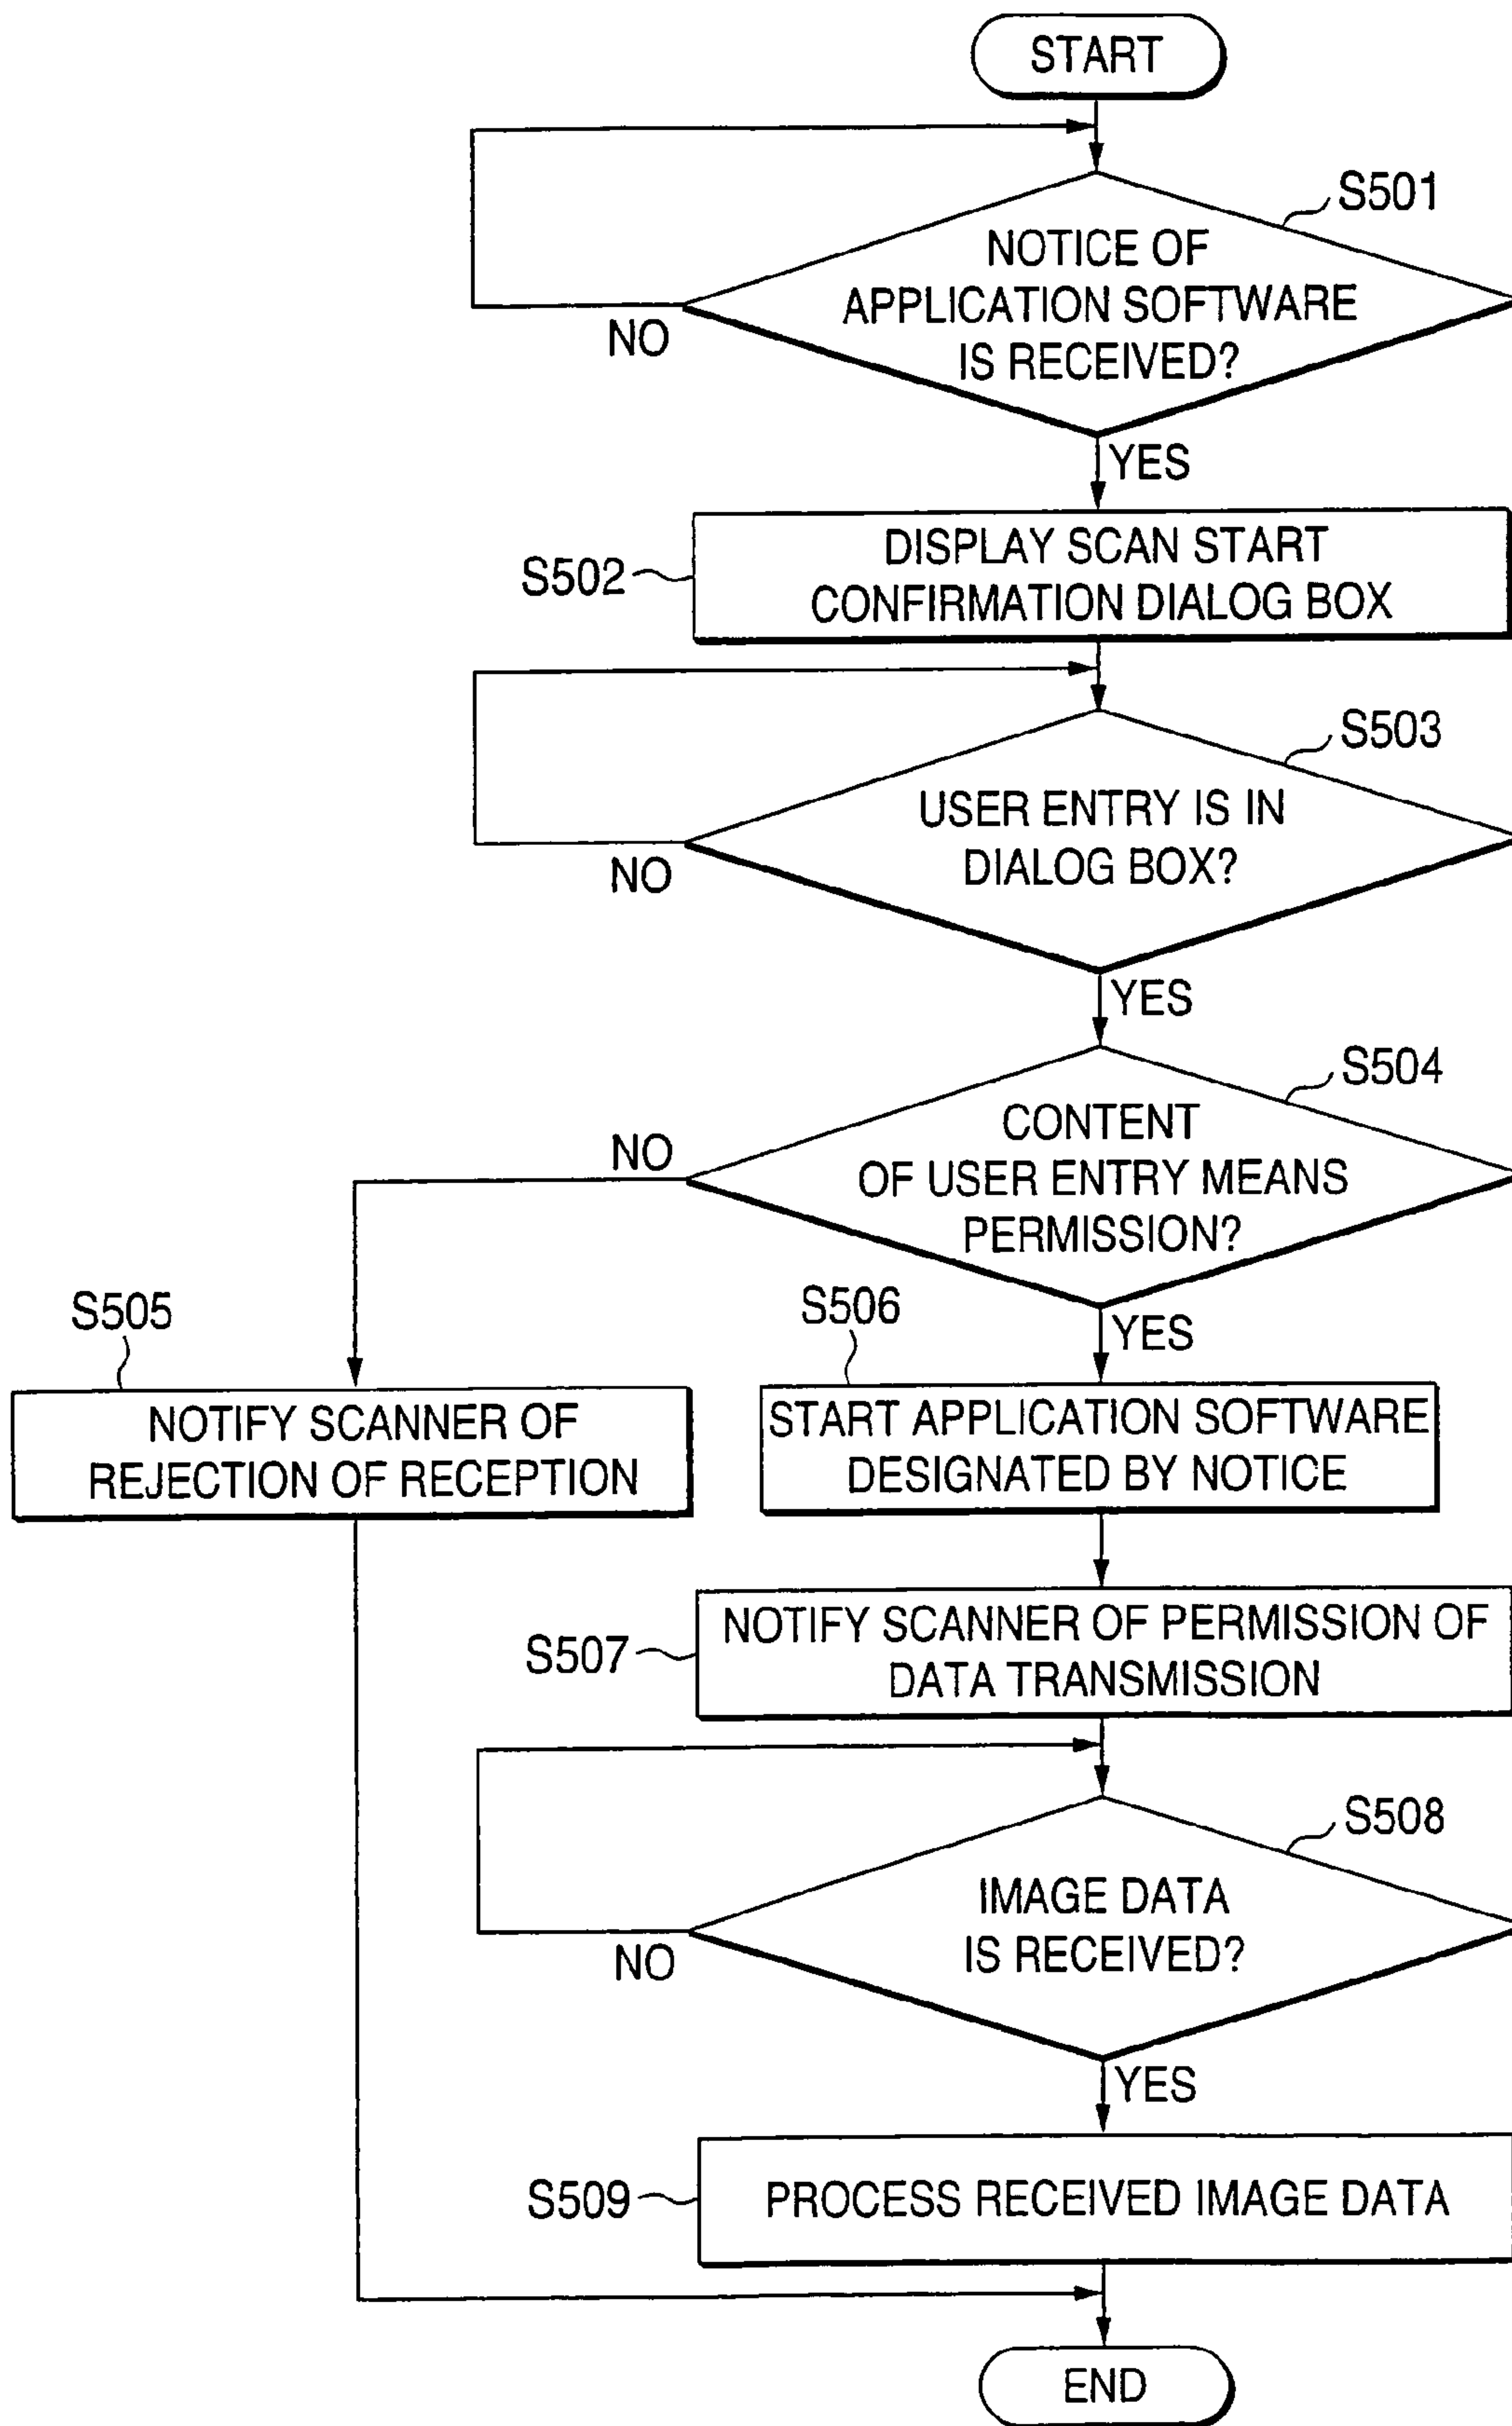 START
S501
NOTICE OF
APPLICATION SOFTWARE
IS RECEIVED?
NO
YES
S502
DISPLAY SCAN START
CONFIRMATION DIALOG BOX
S503
USER ENTRY IS IN
DIALOG BOX?
NO
YES
S504
CONTENT
OF USER ENTRY MEANS
PERMISSION?
NO
YES
S505
NOTIFY SCANNER OF
REJECTION OF RECEPTION
S506
START APPLICATION SOFTWARE
DESIGNATED BY NOTICE
S507
NOTIFY SCANNER OF PERMISSION OF
DATA TRANSMISSION
S508
IMAGE DATA
IS RECEIVED?
NO
YES
S509
PROCESS RECEIVED IMAGE DATA
END